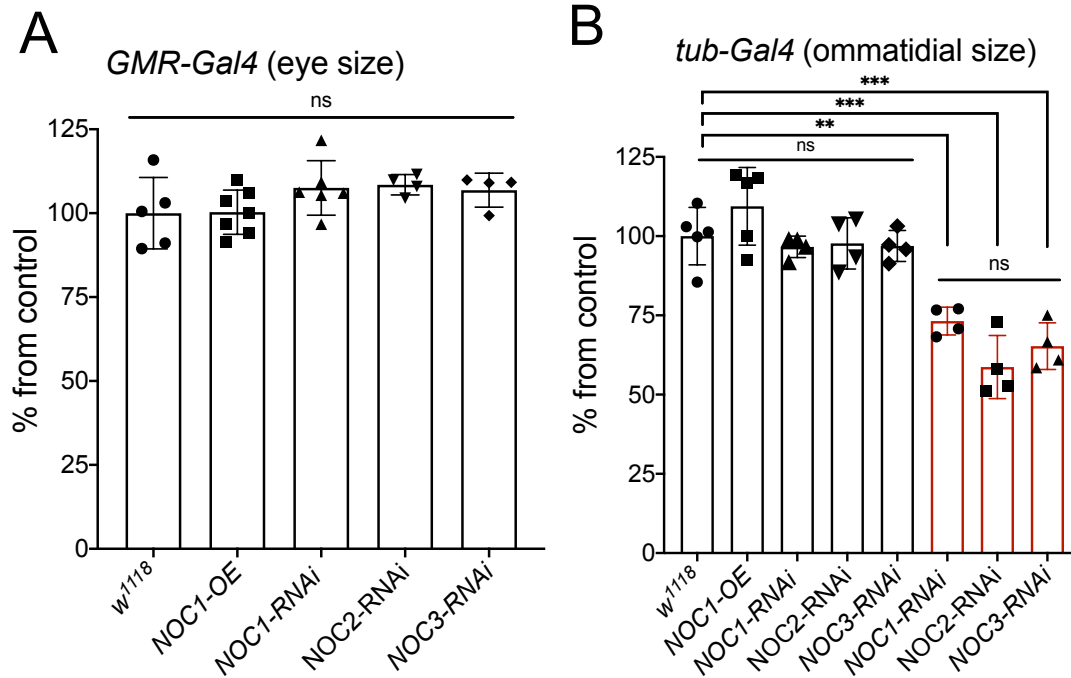 A
GMR-Gal4 (eye size)
ns
125
100
75
50
25
0
% from control
w1118
NOC1-OE
NOC1-RNAi
NOC2-RNAi
NOC3-RNAi
B
tub-Gal4 (ommatidial size)
***
***
**
ns
ns
125
100
75
50
25
0
% from control
w1118
NOC1-OE
NOC1-RNAi
NOC2-RNAi
NOC3-RNAi
NOC1-RNAi
NOC2-RNAi
NOC3-RNAi